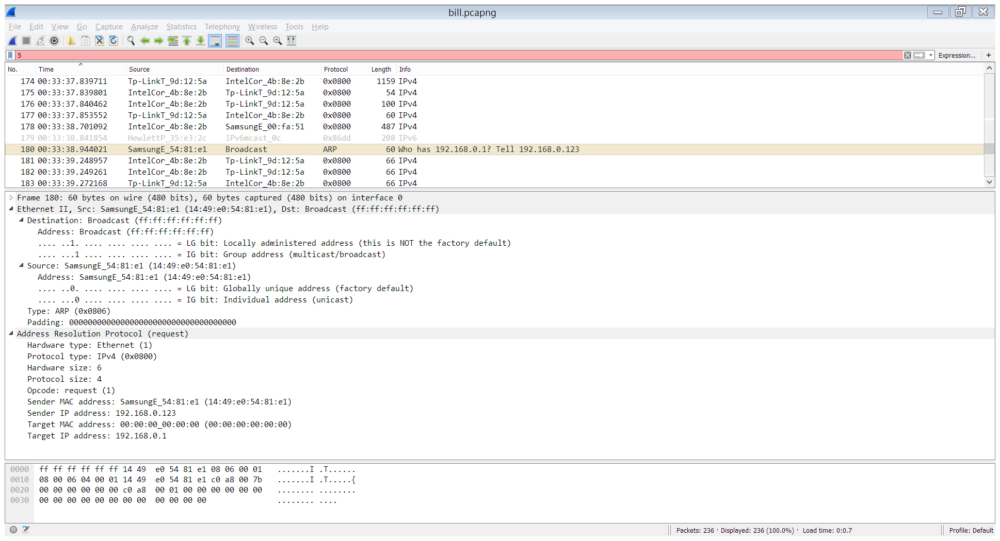 bill.pcapng
File Edit View Go Capture Analyze Statistics Telephony Wireless Tools Help
5 Expression... +
No. Time Source Destination Protocol Length Info
174 00:33:37.839711 Tp-LinkT_9d:12:5a IntelCor_4b:8e:2b 0x0800 1159 IPv4
175 00:33:37.839801 IntelCor_4b:8e:2b Tp-LinkT_9d:12:5a 0x0800 54 IPv4
176 00:33:37.840462 IntelCor_4b:8e:2b Tp-LinkT_9d:12:5a 0x0800 100 IPv4
177 00:33:37.853552 Tp-LinkT_9d:12:5a IntelCor_4b:8e:2b 0x0800 60 IPv4
178 00:33:38.701092 IntelCor_4b:8e:2b SamsungE_00:fa:51 0x0800 487 IPv4
179 00:33:38.841854 HewlettP_35:e3:2c IPv6mcast_0c 0x86dd 208 IPv6
180 00:33:38.944021 SamsungE_54:81:e1 Broadcast ARP 60 Who has 192.168.0.1? Tell 192.168.0.123
181 00:33:39.248957 IntelCor_4b:8e:2b Tp-LinkT_9d:12:5a 0x0800 66 IPv4
182 00:33:39.249261 IntelCor_4b:8e:2b Tp-LinkT_9d:12:5a 0x0800 66 IPv4
183 00:33:39.272168 Tp-LinkT_9d:12:5a IntelCor_4b:8e:2b 0x0800 66 IPv4
Frame 180: 60 bytes on wire (480 bits), 60 bytes captured (480 bits) on interface 0
Ethernet II, Src: SamsungE_54:81:e1 (14:49:e0:54:81:e1), Dst: Broadcast (ff:ff:ff:ff:ff:ff)
Destination: Broadcast (ff:ff:ff:ff:ff:ff)
Address: Broadcast (ff:ff:ff:ff:ff:ff)
.... ..1. .... .... .... .... = LG bit: Locally administered address (this is NOT the factory default)
.... ...1 .... .... .... .... = IG bit: Group address (multicast/broadcast)
Source: SamsungE_54:81:e1 (14:49:e0:54:81:e1)
Address: SamsungE_54:81:e1 (14:49:e0:54:81:e1)
.... ..0. .... .... .... .... = LG bit: Globally unique address (factory default)
.... ...0 .... .... .... .... = IG bit: Individual address (unicast)
Type: ARP (0x0806)
Padding: 000000000000000000000000000000000000
Address Resolution Protocol (request)
Hardware type: Ethernet (1)
Protocol type: IPv4 (0x0800)
Hardware size: 6
Protocol size: 4
Opcode: request (1)
Sender MAC address: SamsungE_54:81:e1 (14:49:e0:54:81:e1)
Sender IP address: 192.168.0.123
Target MAC address: 00:00:00_00:00:00 (00:00:00:00:00:00)
Target IP address: 192.168.0.1
0000 ff ff ff ff ff ff 14 49 e0 54 81 e1 08 06 00 01 .......I .T......
0010 08 00 06 04 00 01 14 49 e0 54 81 e1 c0 a8 00 7b .......I .T.....{
0020 00 00 00 00 00 00 c0 a8 00 01 00 00 00 00 00 00 ........ ........
0030 00 00 00 00 00 00 00 00 00 00 00 00 ........ ....
Packets: 236 · Displayed: 236 (100.0%) · Load time: 0:0.7 Profile: Default